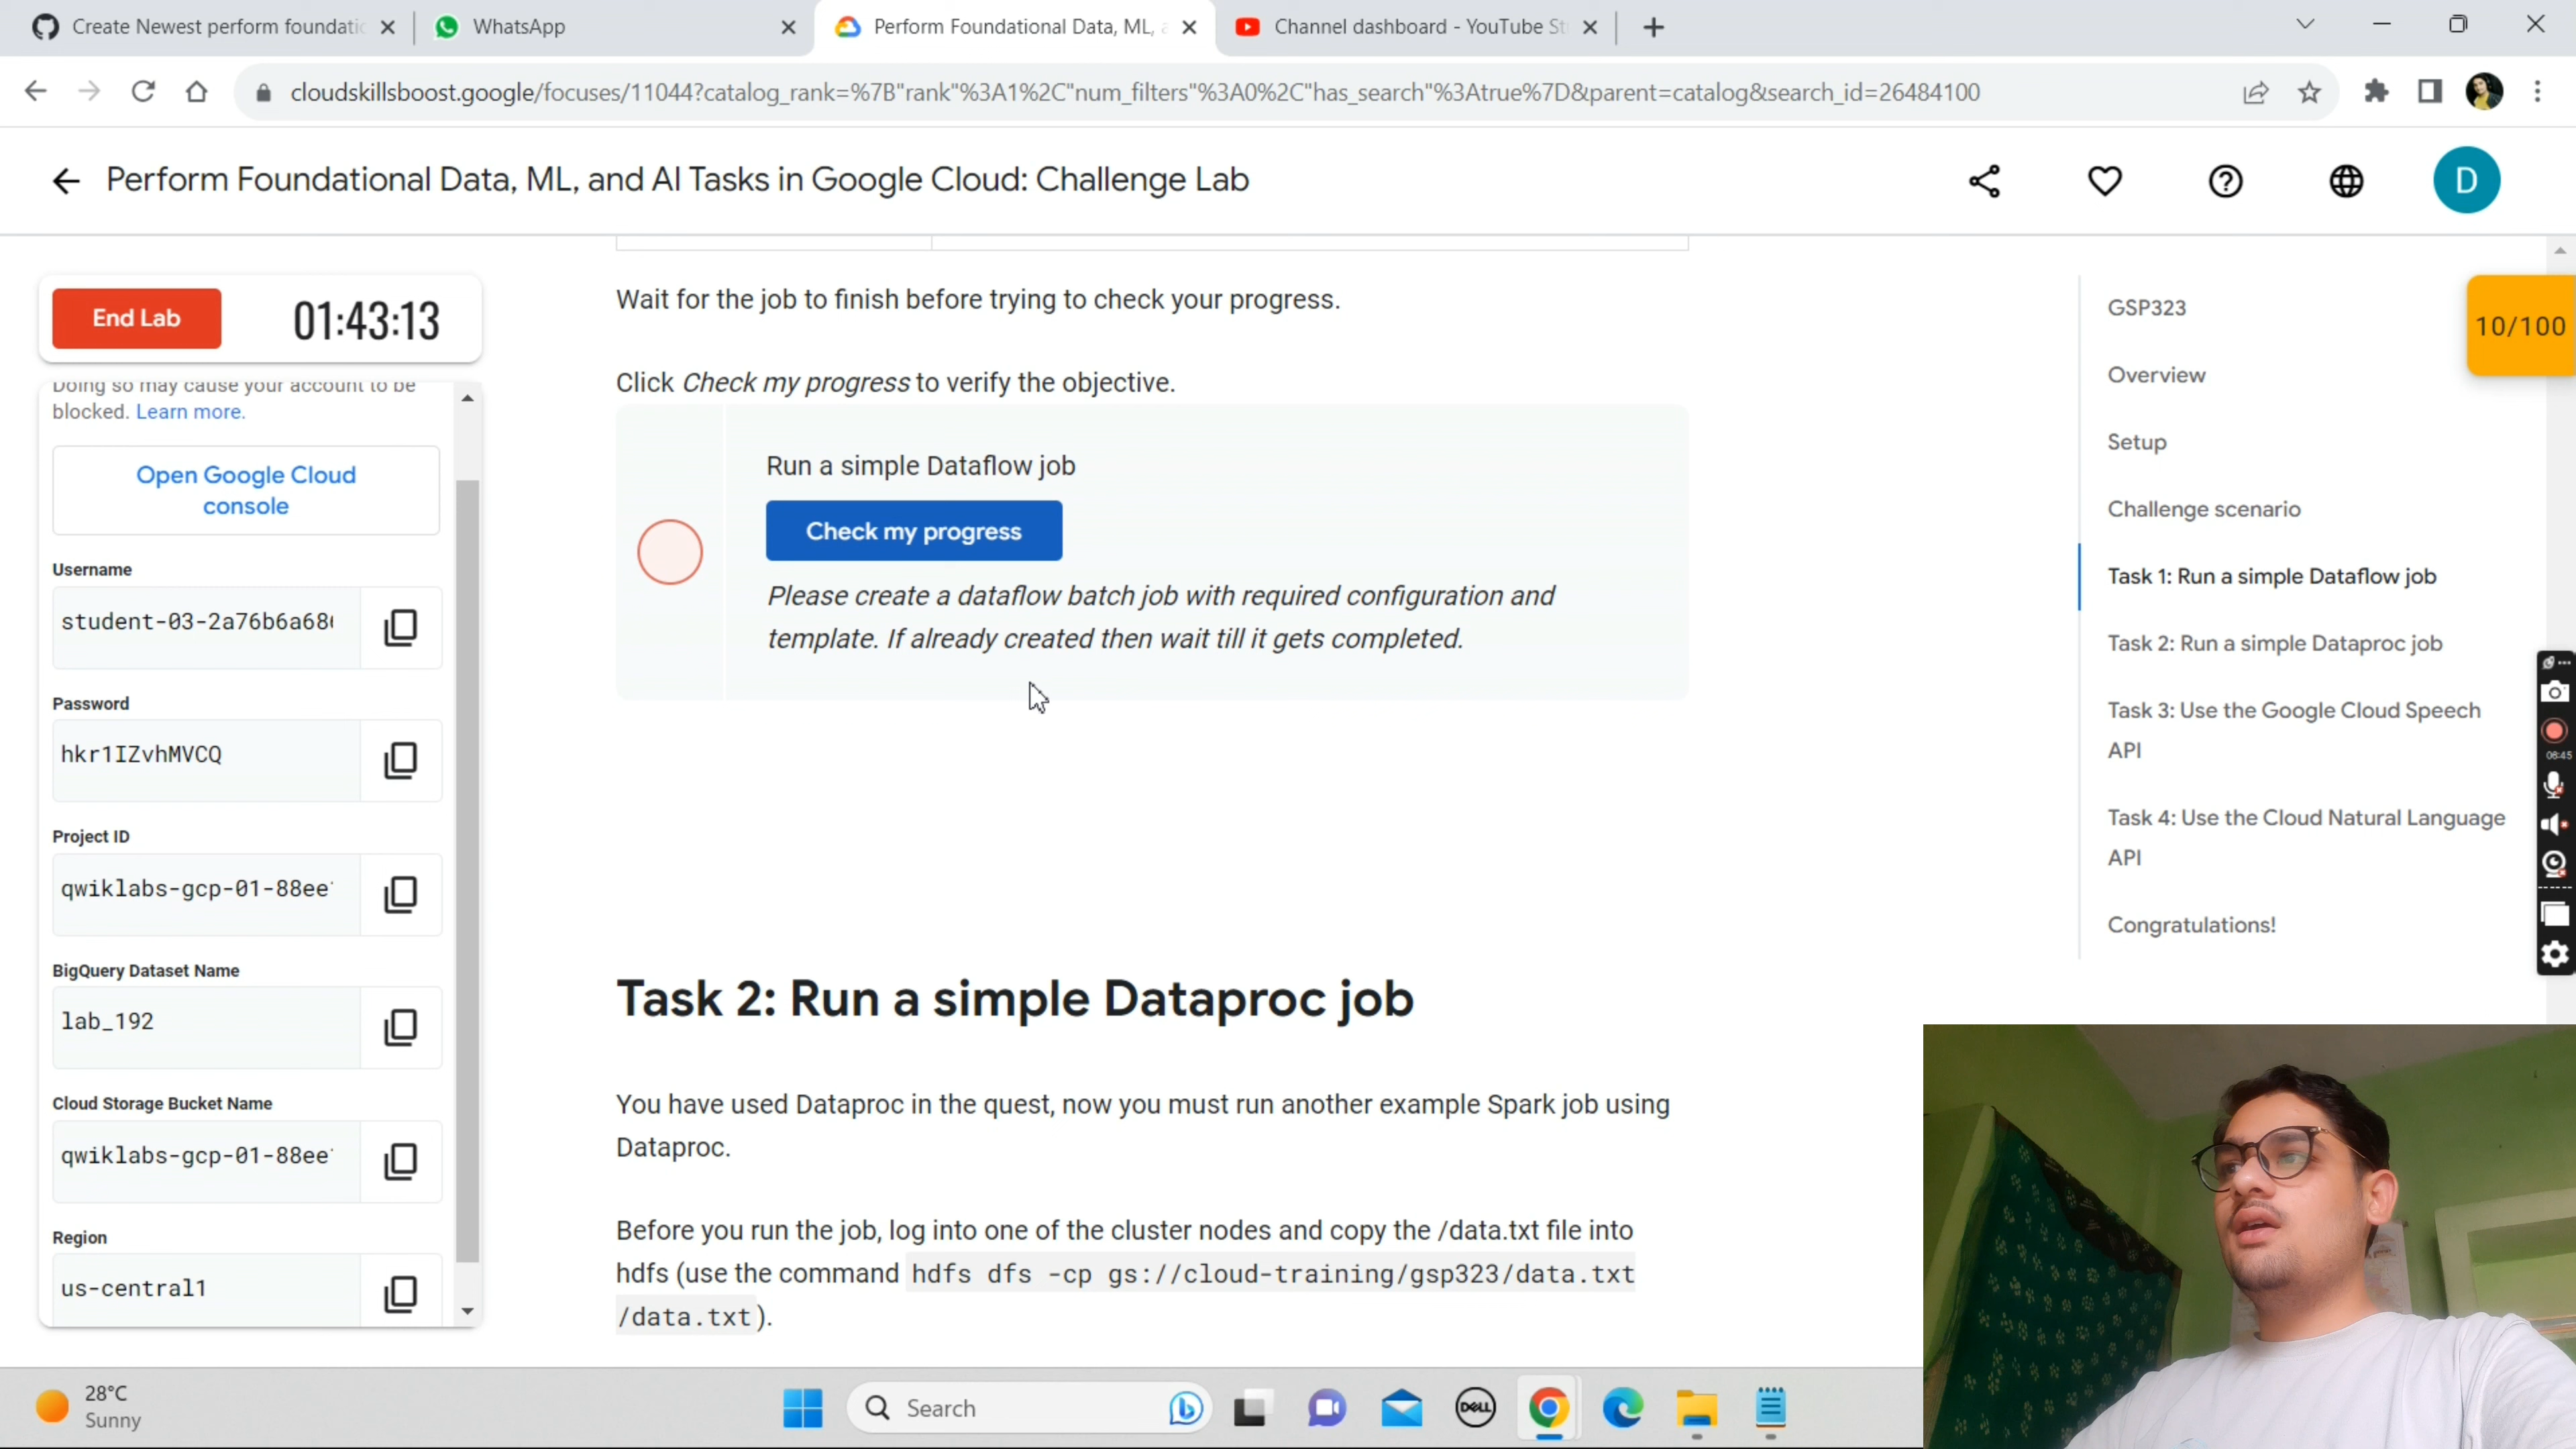 Create Newest perform foundati
WhatsApp
Perform Foundational Data, ML, a
Channel dashboard - YouTube St
cloudskillsboost.google/focuses/11044?catalog_rank=%7B"rank"%3A1%2C"num_filters"%3A0%2C"has_search"%3Atrue%7D&parent=catalog&search_id=26484100
Perform Foundational Data, ML, and AI Tasks in Google Cloud: Challenge Lab
D
End Lab
01:43:13
Doing so may cause your account to be
blocked. Learn more.
Open Google Cloud
console
Username
student-03-2a76b6a68
Password
hkr1IZvhMVCQ
Project ID
qwiklabs-gcp-01-88ee
BigQuery Dataset Name
lab_192
Cloud Storage Bucket Name
qwiklabs-gcp-01-88ee
Region
us-central1
Wait for the job to finish before trying to check your progress.
Click Check my progress to verify the objective.
Run a simple Dataflow job
Check my progress
Please create a dataflow batch job with required configuration and
template. If already created then wait till it gets completed.
Task 2: Run a simple Dataproc job
You have used Dataproc in the quest, now you must run another example Spark job using
Dataproc.
Before you run the job, log into one of the cluster nodes and copy the /data.txt file into
hdfs (use the command hdfs dfs -cp gs://cloud-training/gsp323/data.txt
/data.txt).
GSP323
Overview
Setup
Challenge scenario
Task 1: Run a simple Dataflow job
Task 2: Run a simple Dataproc job
Task 3: Use the Google Cloud Speech
API
Task 4: Use the Cloud Natural Language
API
Congratulations!
10/100
06:45
28°C
Sunny
Search
DELL